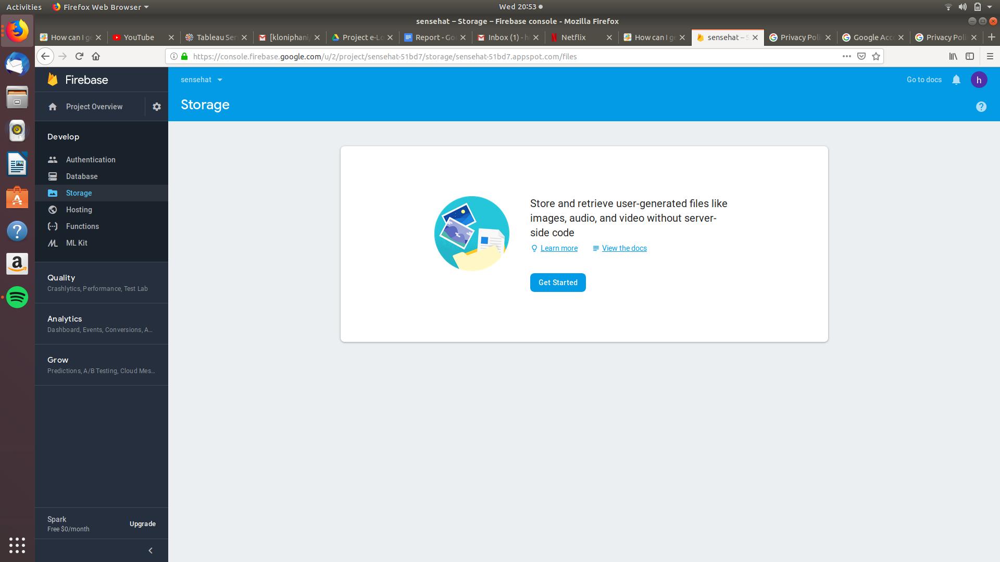 Activities
Firefox Web Browser
Wed 20:53
sensehat – Storage – Firebase console - Mozilla Firefox
How can I ge
YouTube
Tableau Ser
[kloniphani/
Project e-Lo
Report - Go
Inbox (1) - h
Netflix
How can I ge
sensehat – S
Privacy Poli
Google Acco
Privacy Poli
https://console.firebase.google.com/u/2/project/sensehat-51bd7/storage/sensehat-51bd7.appspot.com/files
Firebase
sensehat
Go to docs
h
Project Overview
Storage
?
Develop
Authentication
Database
Storage
Hosting
Functions
ML Kit
Store and retrieve user-generated files like
images, audio, and video without server-
side code
Learn more
View the docs
Get Started
Quality
Crashlytics, Performance, Test Lab
Analytics
Dashboard, Events, Conversions, A...
Grow
Predictions, A/B Testing, Cloud Mes...
Spark
Free $0/month
Upgrade